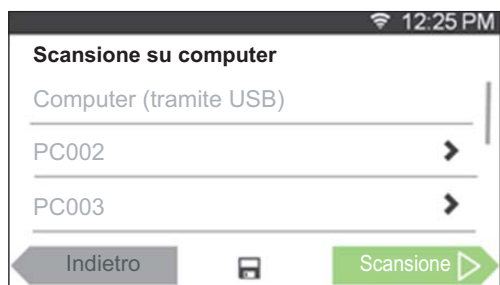 12:25 PM
Scansione su computer
Computer (tramite USB)
PC002
PC003
Indietro
Scansione